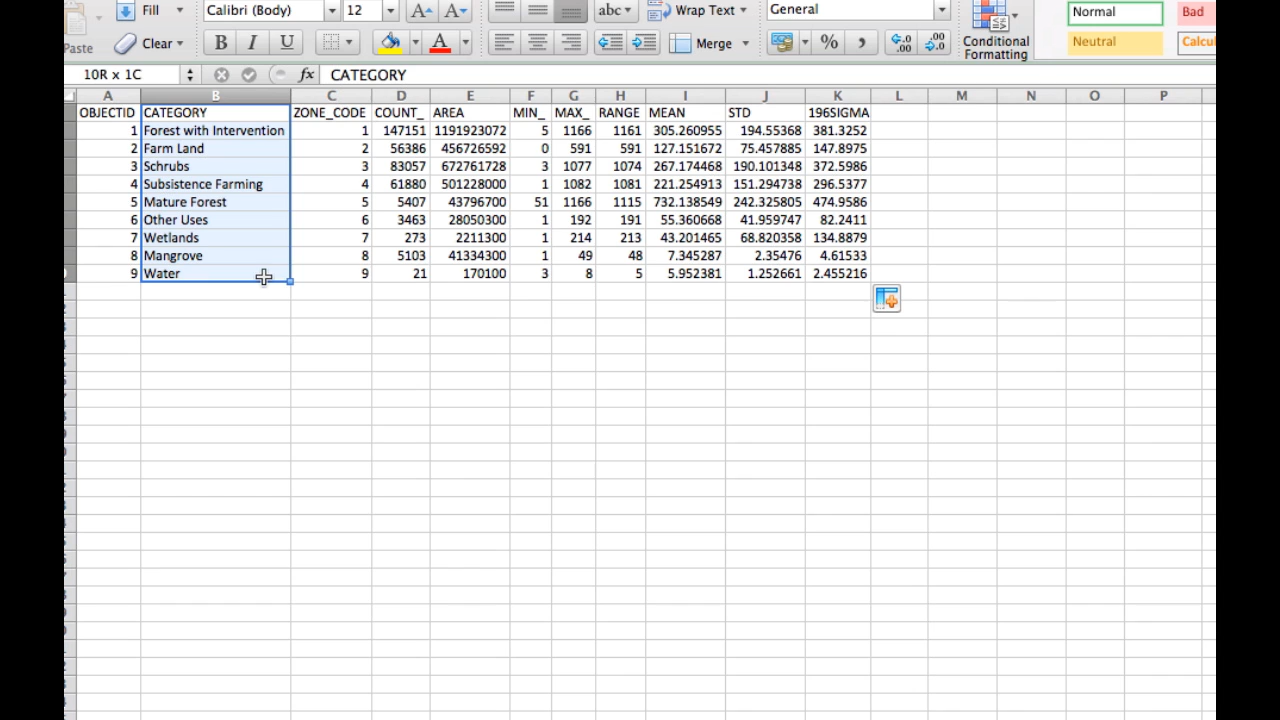 Fill Calibri (Body) 12 A A abc Wrap Text General Normal Bad
Paste Clear B I U A Merge % Conditional Formatting Neutral
10R x 1C fx CATEGORY
A B C D E F G H I J K L M N O P
OBJECTID CATEGORY ZONE_CODE COUNT_ AREA MIN_ MAX_ RANGE MEAN STD 196SIGMA
1 Forest with Intervention 1 147151 1191923072 5 1166 1161 305.260955 194.55368 381.3252
2 Farm Land 2 56386 456726592 0 591 591 127.151672 75.457885 147.8975
3 Schrubs 3 83057 672761728 3 1077 1074 267.174468 190.101348 372.5986
4 Subsistence Farming 4 61880 501228000 1 1082 1081 221.254913 151.294738 296.5377
5 Mature Forest 5 5407 43796700 51 1166 1115 732.138549 242.325805 474.9586
6 Other Uses 6 3463 28050300 1 192 191 55.360668 41.959747 82.2411
7 Wetlands 7 273 2211300 1 214 213 43.201465 68.820358 134.8879
8 Mangrove 8 5103 41334300 1 49 48 7.345287 2.35476 4.61533
9 Water 9 21 170100 3 8 5 5.952381 1.252661 2.455216